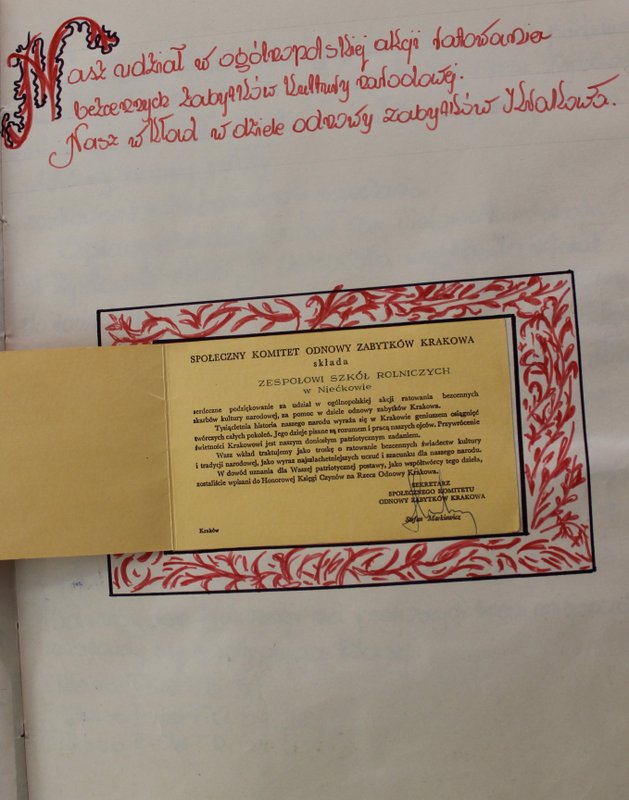 Nasz udział w ogólnopolskiej akcji ratowania
bezcennych zabytków kultury narodowej.
Nasz wkład w dziele odnowy zabytków Krakowa.
SPOŁECZNY KOMITET ODNOWY ZABYTKÓW KRAKOWA
składa
ZESPOŁOWI SZKÓŁ ROLNICZYCH
w Niećkowie
serdeczne podziękowanie za udział w ogólnopolskiej akcji ratowania bezcennych
skarbów kultury narodowej, za pomoc w dziele odnowy zabytków Krakowa.
Tysiącletnia historia naszego narodu wyraża się w Krakowie geniuszem osiągnięć
twórczych całych pokoleń. Jego dzieje pisane są rozumem i pracą naszych ojców. Przywrócenie
świetności Krakowowi jest naszym doniosłym patriotycznym zadaniem.
Wasz wkład traktujemy jako troskę o ratowanie bezcennych świadectw kultury
i tradycji narodowej, jako wyraz najszlachetniejszych uczuć i szacunku dla naszego narodu.
W dowód uznania dla Waszej patriotycznej postawy, jako współtwórcy tego dzieła,
zostaliście wpisani do Honorowej Księgi Czynów na Rzecz Odnowy Krakowa.
SEKRETARZ
SPOŁECZNEGO KOMITETU
ODNOWY ZABYTKÓW KRAKOWA
Stefan Markiewicz
Kraków